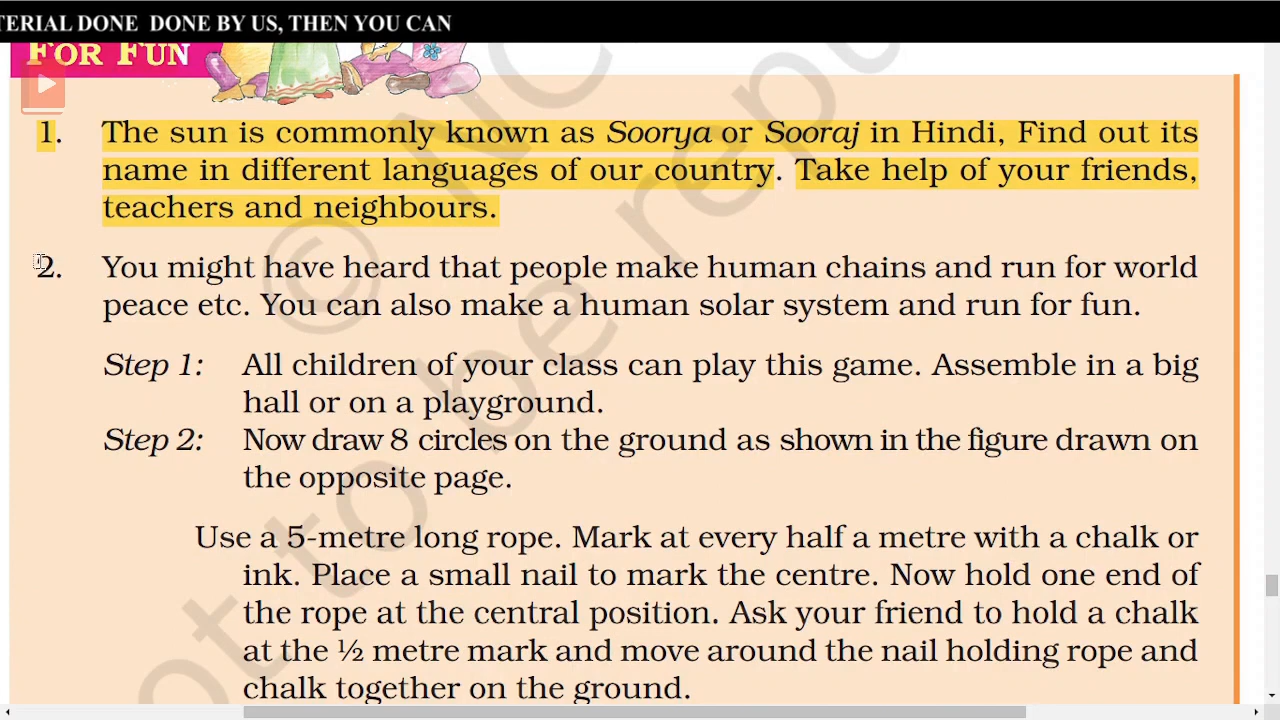 TERIAL DONE  DONE BY US, THEN YOU CAN
FOR FUN
1. The sun is commonly known as Soorya or Sooraj in Hindi, Find out its
name in different languages of our country. Take help of your friends,
teachers and neighbours.
2. You might have heard that people make human chains and run for world
peace etc. You can also make a human solar system and run for fun.
Step 1: All children of your class can play this game. Assemble in a big
hall or on a playground.
Step 2: Now draw 8 circles on the ground as shown in the figure drawn on
the opposite page.
Use a 5-metre long rope. Mark at every half a metre with a chalk or
ink. Place a small nail to mark the centre. Now hold one end of
the rope at the central position. Ask your friend to hold a chalk
at the ½ metre mark and move around the nail holding rope and
chalk together on the ground.
© NC
not to be repu